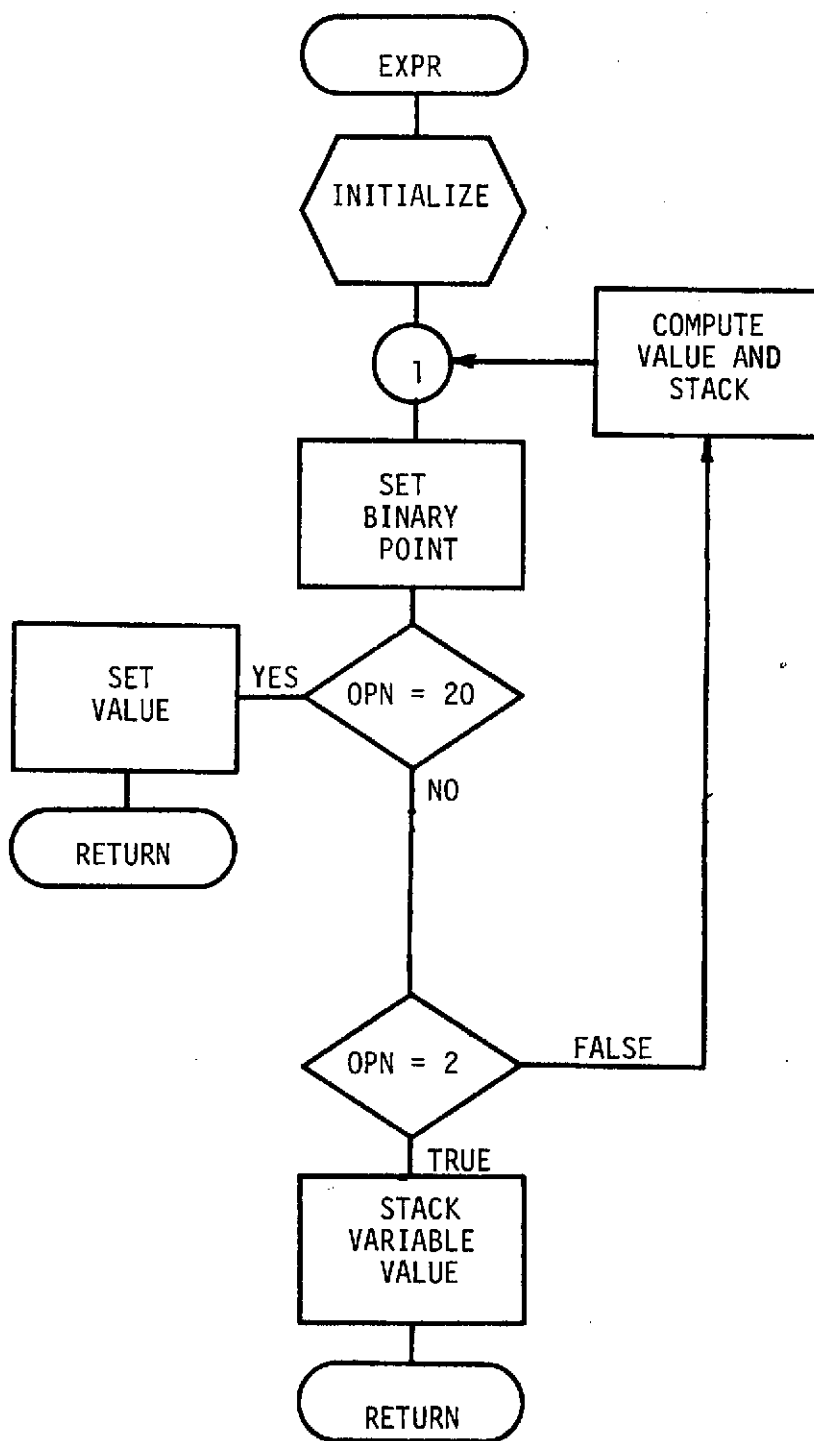 EXPR
INITIALIZE
COMPUTE
VALUE AND
STACK
1
SET
BINARY
POINT
SET
VALUE
YES
OPN = 20
NO
RETURN
OPN = 2
FALSE
TRUE
STACK
VARIABLE
VALUE
RETURN